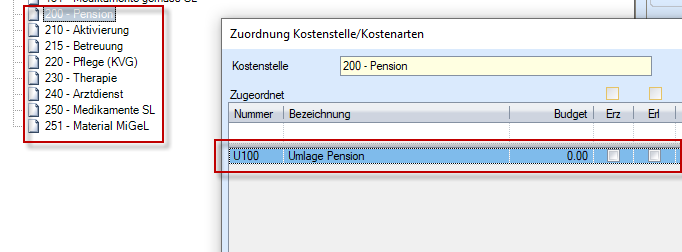 200 - Pension
210 - Aktivierung
215 - Betreuung
220 - Pflege (KVG)
230 - Therapie
240 - Arztdienst
250 - Medikamente SL
251 - Material MiGeL
Zuordnung Kostenstelle/Kostenarten
Kostenstelle 200 - Pension
Zugeordnet
Nummer Bezeichnung Budget Erz Erl
U100 Umlage Pension 0.00